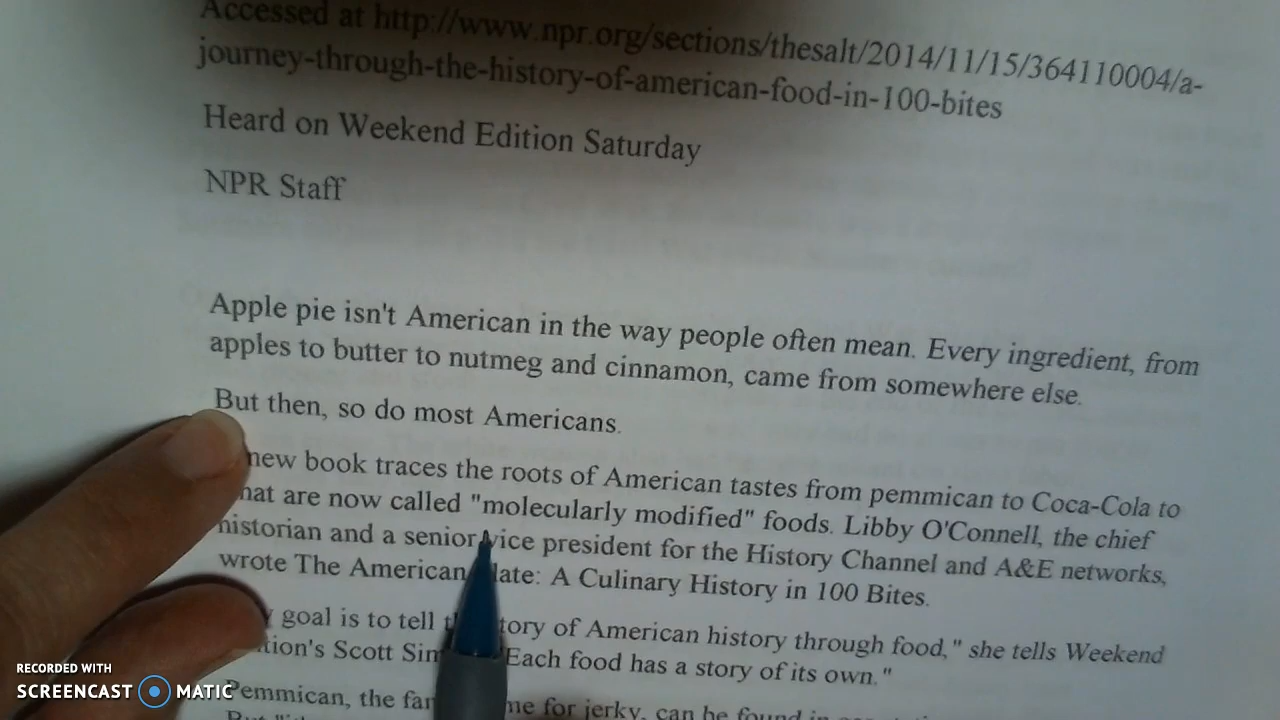 Accessed at http://www.npr.org/sections/thesalt/2014/11/15/364110004/a-
journey-through-the-history-of-american-food-in-100-bites
Heard on Weekend Edition Saturday
NPR Staff
Apple pie isn't American in the way people often mean. Every ingredient, from
apples to butter to nutmeg and cinnamon, came from somewhere else.
But then, so do most Americans.
new book traces the roots of American tastes from pemmican to Coca-Cola to
hat are now called "molecularly modified" foods. Libby O'Connell, the chief
historian and a senior vice president for the History Channel and A&E networks,
wrote The American late: A Culinary History in 100 Bites.
goal is to tell tory of American history through food," she tells Weekend
tion's Scott Sim Each food has a story of its own."
Pemmican, the fan me for jerky, can be found in
But
RECORDED WITH
SCREENCAST MATIC